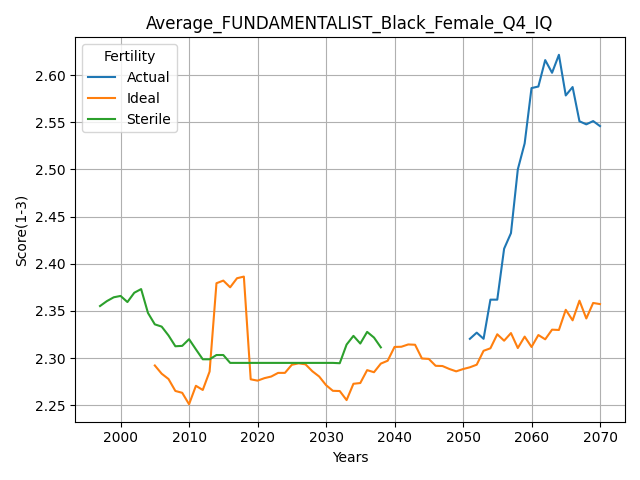 Average_FUNDAMENTALIST_Black_Female_Q4_IQ
Fertility
Actual
Ideal
Sterile
Score(1-3)
2.60
2.55
2.50
2.45
2.40
2.35
2.30
2.25
2000 2010 2020 2030 2040 2050 2060 2070
Years